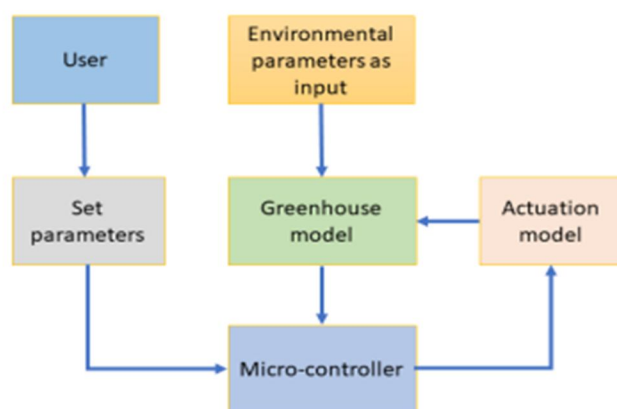 User
Environmental
parameters as
input
Set
parameters
Greenhouse
model
Actuation
model
Micro-controller